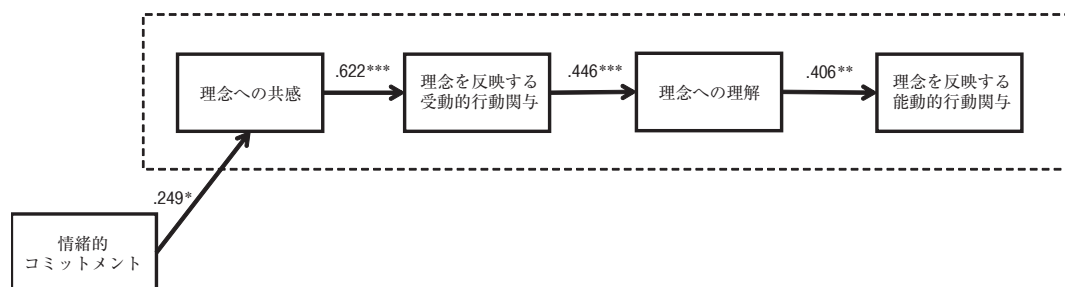 .622***
.446***
.406**
理念への共感
理念を反映する
受動的行動関与
理念への理解
理念を反映する
能動的行動関与
.249*
情緒的
コミットメント